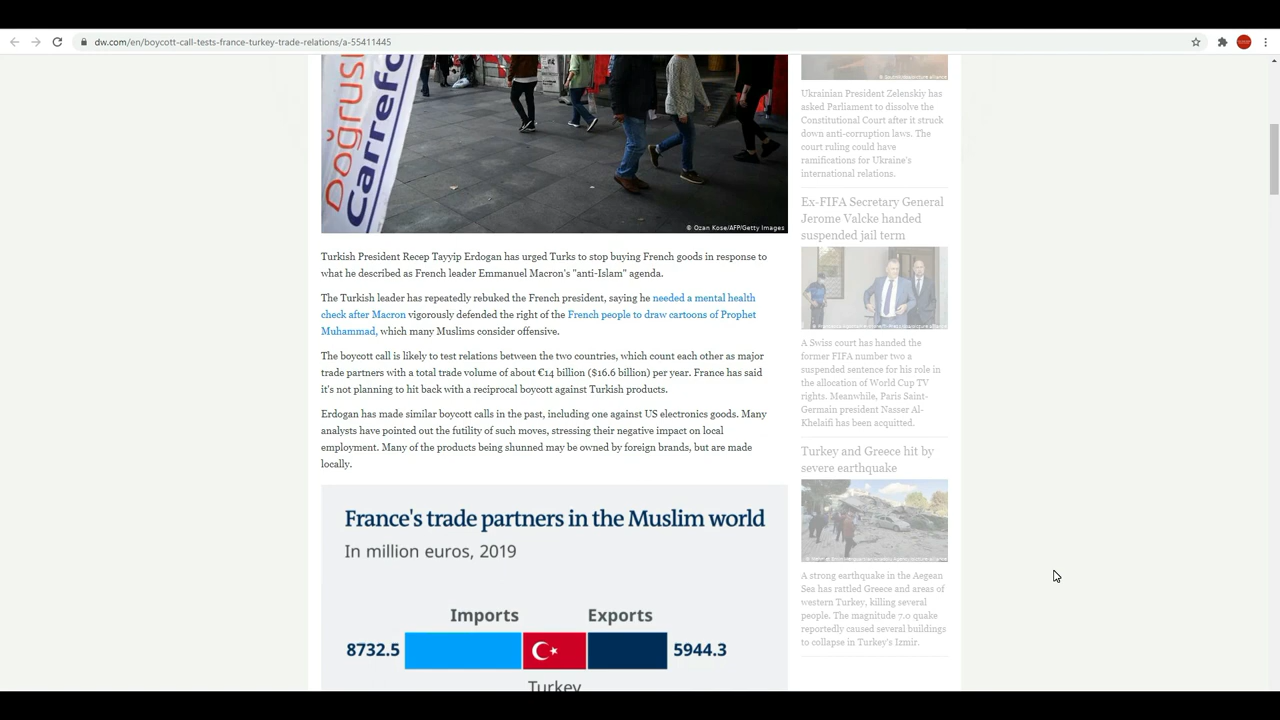 dw.com/en/boycott-call-tests-france-turkey-trade-relations/a-55411445
Doğrusu
Carrefo
© Ozan Kose/AFP/Getty Images
Turkish President Recep Tayyip Erdogan has urged Turks to stop buying French goods in response to
what he described as French leader Emmanuel Macron's "anti-Islam" agenda.
The Turkish leader has repeatedly rebuked the French president, saying he needed a mental health
check after Macron vigorously defended the right of the French people to draw cartoons of Prophet
Muhammad, which many Muslims consider offensive.
The boycott call is likely to test relations between the two countries, which count each other as major
trade partners with a total trade volume of about €14 billion ($16.6 billion) per year. France has said
it's not planning to hit back with a reciprocal boycott against Turkish products.
Erdogan has made similar boycott calls in the past, including one against US electronics goods. Many
analysts have pointed out the futility of such moves, stressing their negative impact on local
employment. Many of the products being shunned may be owned by foreign brands, but are made
locally.
France's trade partners in the Muslim world
In million euros, 2019
Imports Exports
8732.5 5944.3
Turkey
Ukrainian President Zelenskiy has
asked Parliament to dissolve the
Constitutional Court after it struck
down anti-corruption laws. The
court ruling could have
ramifications for Ukraine's
international relations.
Ex-FIFA Secretary General
Jerome Valcke handed
suspended jail term
A Swiss court has handed the
former FIFA number two a
suspended sentence for his role in
the allocation of World Cup TV
rights. Meanwhile, Paris Saint-
Germain president Nasser Al-
Khelaifi has been acquitted.
Turkey and Greece hit by
severe earthquake
A strong earthquake in the Aegean
Sea has rattled Greece and areas of
western Turkey, killing several
people. The magnitude 7.0 quake
reportedly caused several buildings
to collapse in Turkey's Izmir.